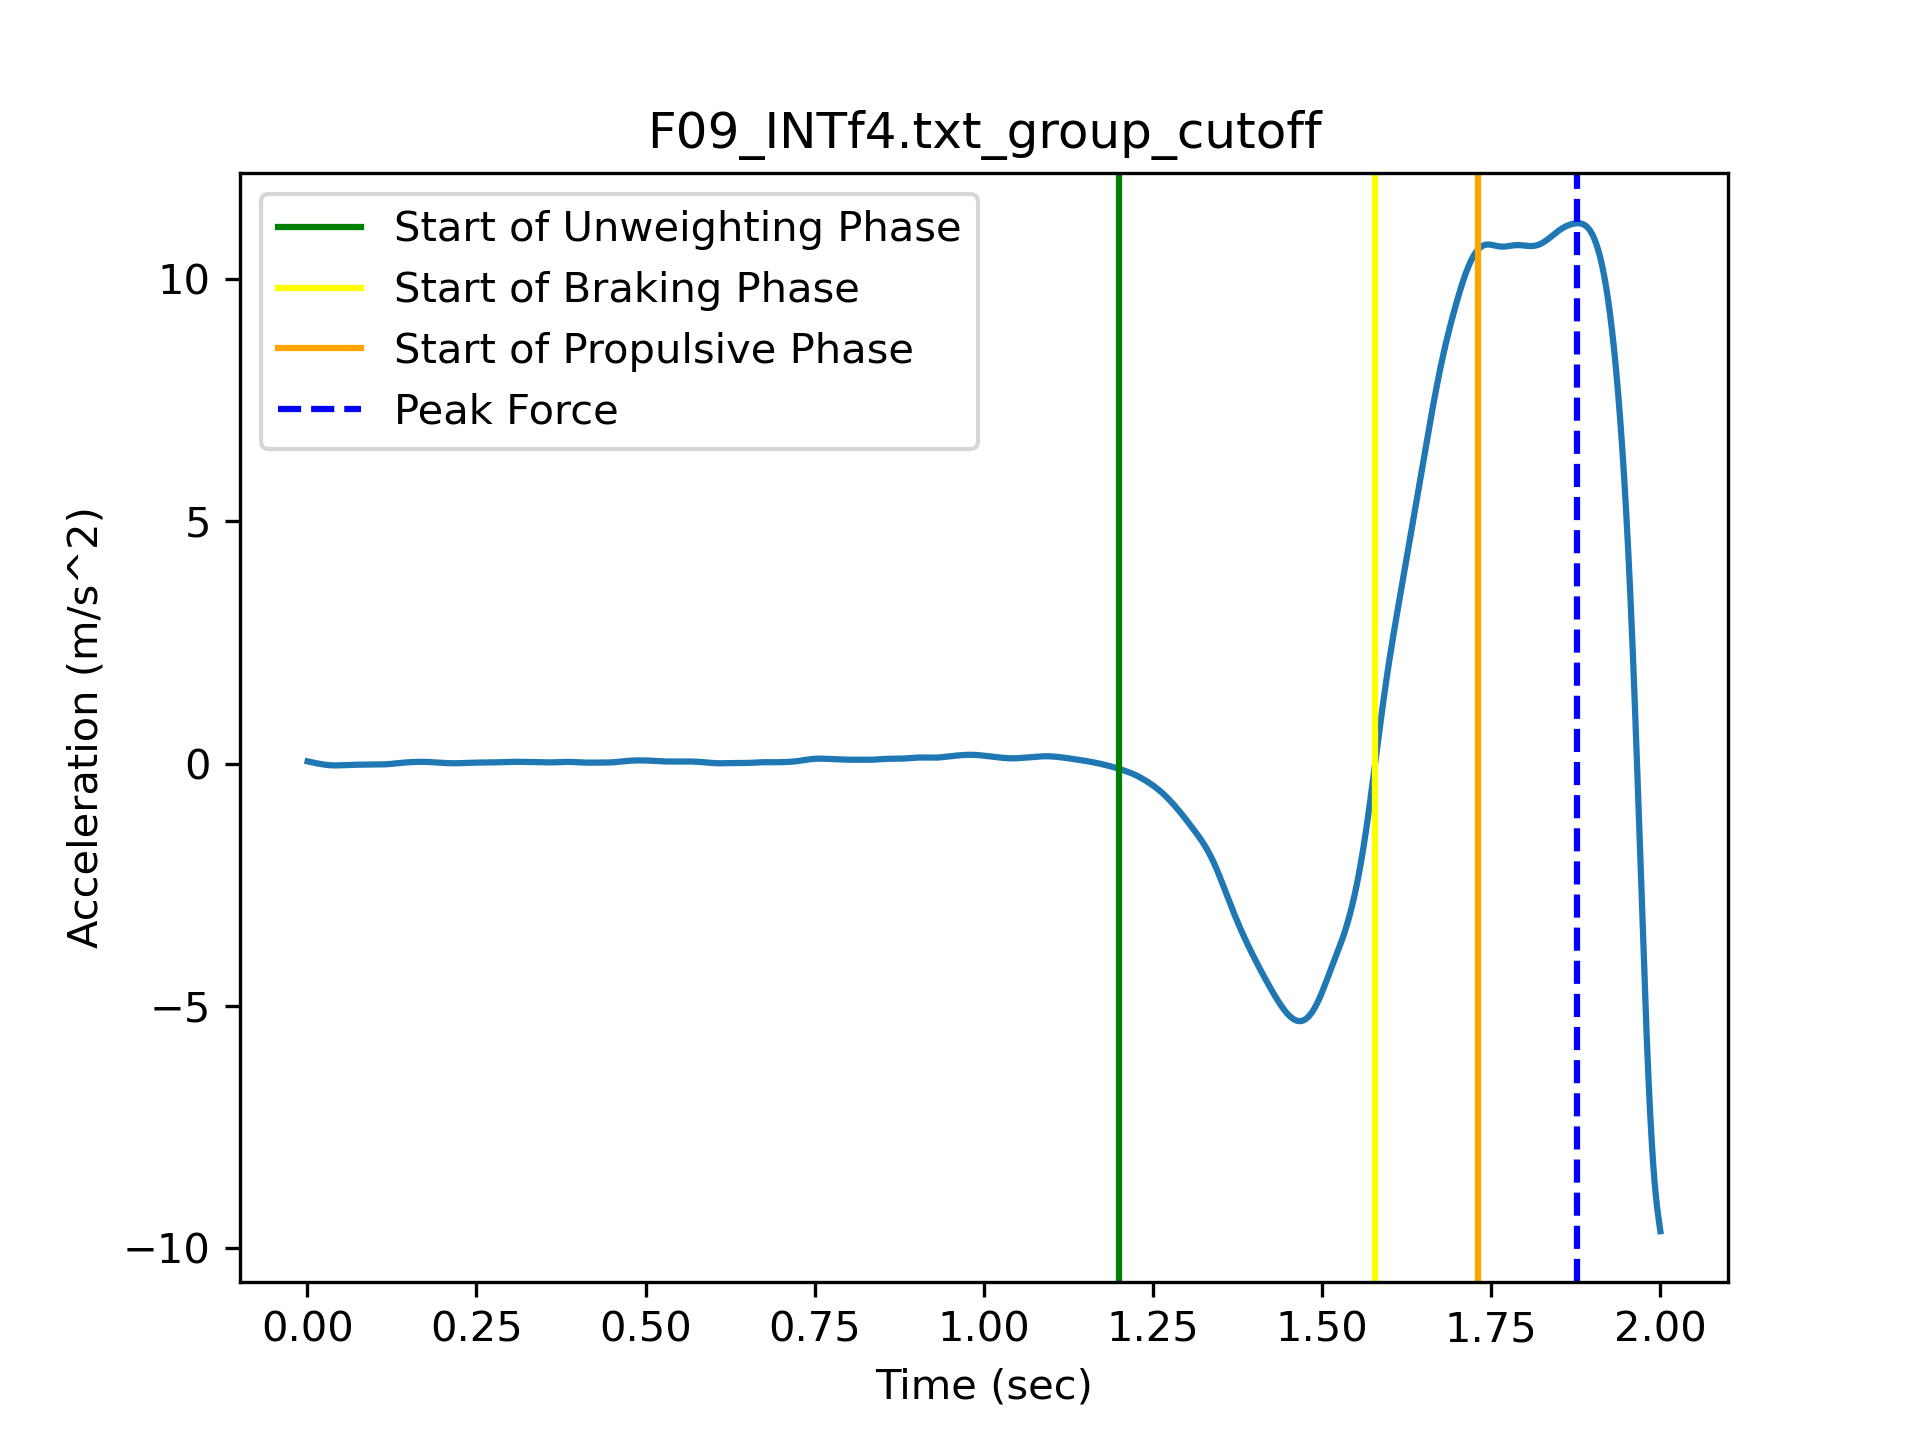 F09_INTf4.txt_group_cutoff
Start of Unweighting Phase
Start of Braking Phase
Start of Propulsive Phase
Peak Force
Acceleration (m/s^2)
10
5
0
−5
−10
0.00 0.25 0.50 0.75 1.00 1.25 1.50 1.75 2.00
Time (sec)